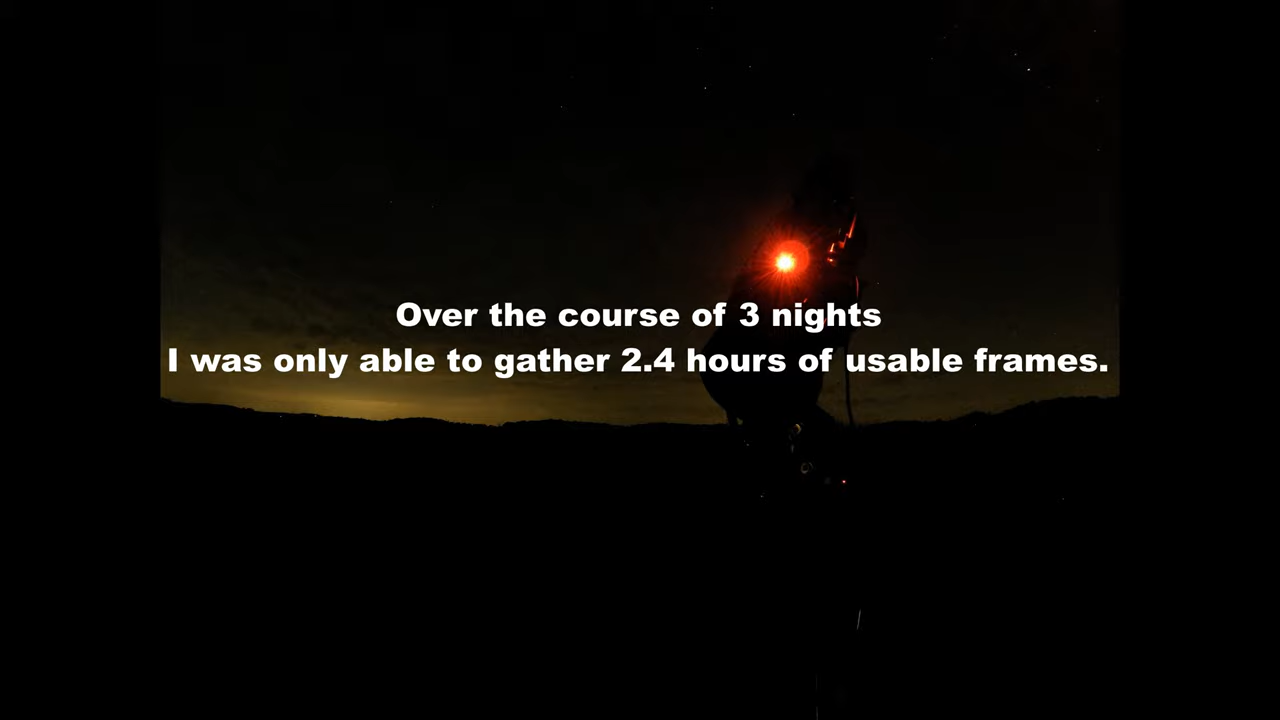 Over the course of 3 nights
I was only able to gather 2.4 hours of usable frames.